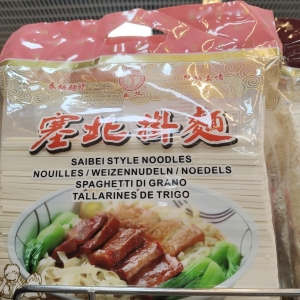 塞北掛麵
SAIBEI STYLE NOODLES
NOUILLES / WEIZENNUDELN / NOEDELS
SPAGHETTI DI GRANO
TALLARINES DE TRIGO